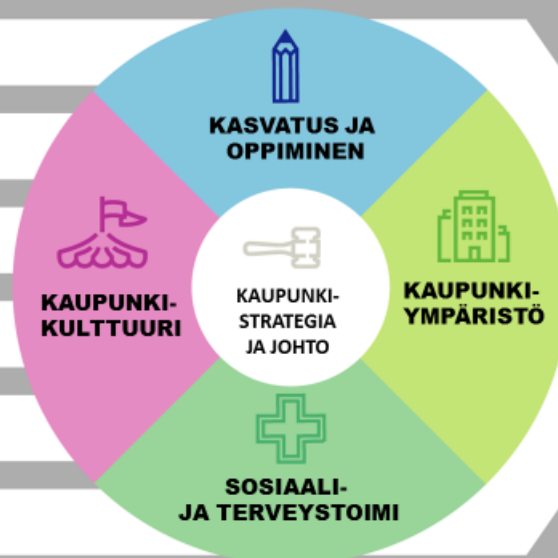 KASVATUS JA
OPPIMINEN
KAUPUNKI-
KULTTUURI
KAUPUNKI-
STRATEGIA
JA JOHTO
KAUPUNKI-
YMPÄRISTÖ
SOSIAALI-
JA TERVEYSTOIMI